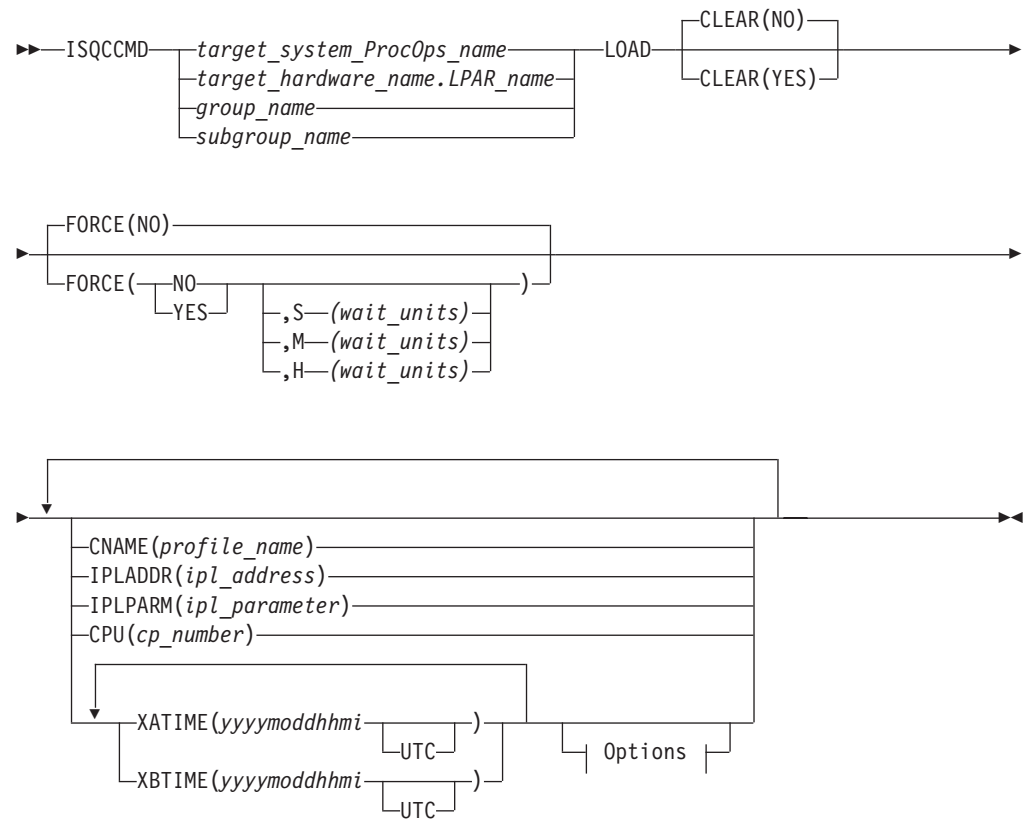 CLEAR(NO)
ISQCCMD target_system_ProcOps_name LOAD
target_hardware_name.LPAR_name CLEAR(YES)
group_name
subgroup_name
FORCE(NO)
FORCE( NO )
YES ,S (wait_units)
,M (wait_units)
,H (wait_units)
CNAME(profile_name)
IPLADDR(ipl_address)
IPLPARM(ipl_parameter)
CPU(cp_number)
XATIME(yyyymoddhhmi )
UTC Options
XBTIME(yyyymoddhhmi )
UTC